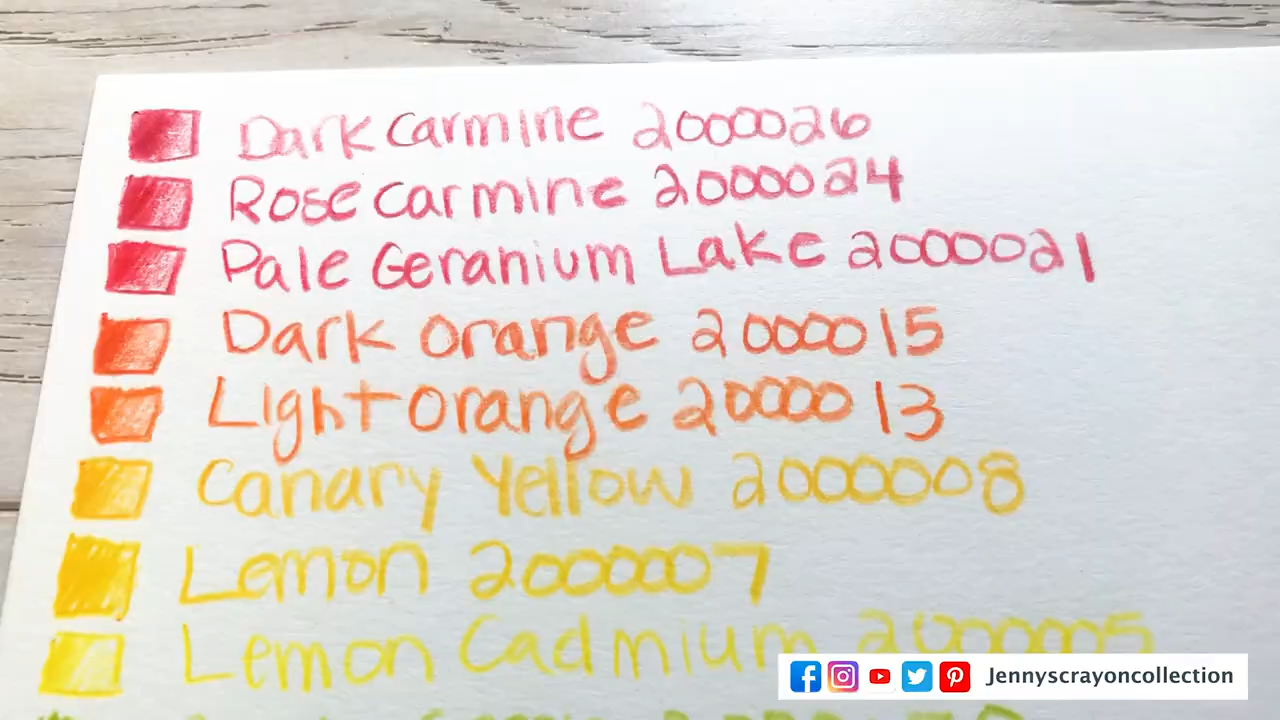 Dark Carmine 2000026
Rose Carmine 2000024
Pale Geranium Lake 2000021
Dark Orange 2000015
Light Orange 2000013
Canary Yellow 2000008
Lemon 2000007
Lemon Cadmium 2000005
Jennyscrayoncollection